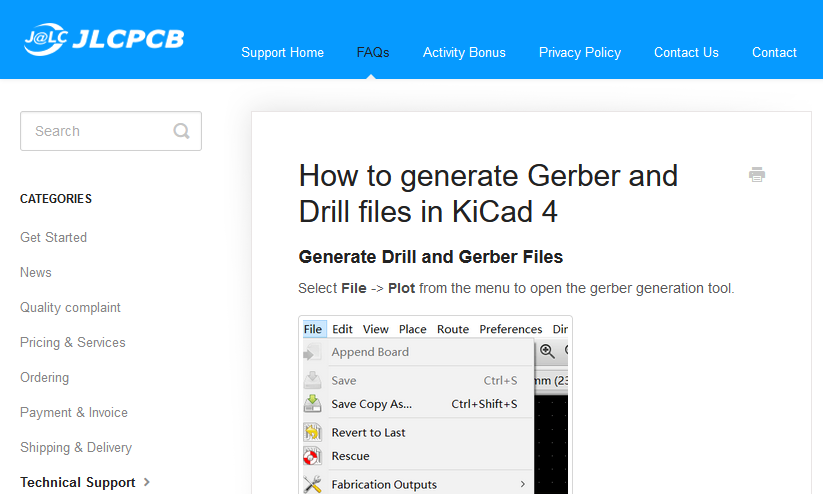 J@LC JLCPCB
Support Home FAQs Activity Bonus Privacy Policy Contact Us Contact
Search
CATEGORIES
Get Started
News
Quality complaint
Pricing & Services
Ordering
Payment & Invoice
Shipping & Delivery
Technical Support
How to generate Gerber and
Drill files in KiCad 4
Generate Drill and Gerber Files
Select File -> Plot from the menu to open the gerber generation tool.
File Edit View Place Route Preferences
Append Board
Save Ctrl+S
Save Copy As... Ctrl+Shift+S
Revert to Last
Rescue
Fabrication Outputs